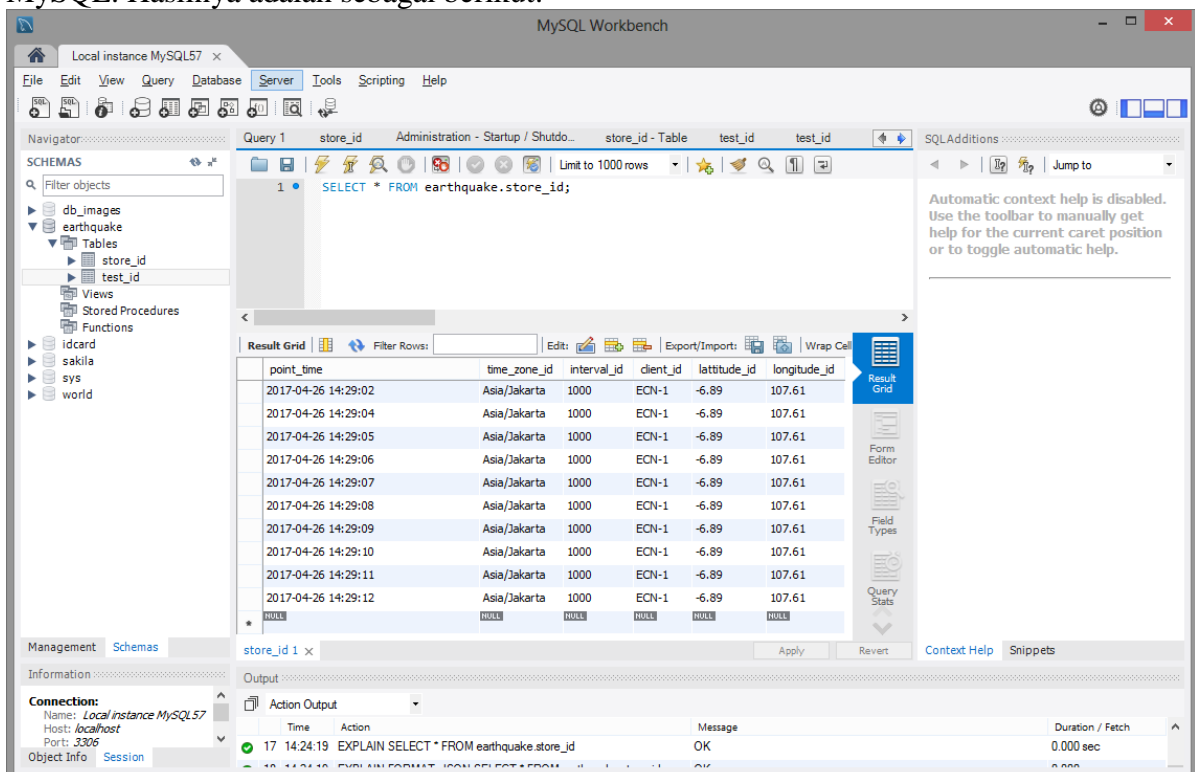 MySQL. Hasilnya adalah sebagai berikut:
MySQL Workbench
Local instance MySQL57
File Edit View Query Database Server Tools Scripting Help
Navigator
SCHEMAS
Filter objects
db_images
earthquake
Tables
store_id
test_id
Views
Stored Procedures
Functions
idcard
sakila
sys
world
Management Schemas
Information
Connection:
Name: Local instance MySQL57
Host: localhost
Port: 3306
Object Info Session
Query 1 store_id Administration - Startup / Shutdo... store_id - Table test_id test_id
Limit to 1000 rows
1 SELECT * FROM earthquake.store_id;
Result Grid Filter Rows: Edit: Export/Import: Wrap Cell
point_time time_zone_id interval_id client_id lattitude_id longitude_id
2017-04-26 14:29:02 Asia/Jakarta 1000 ECN-1 -6.89 107.61
2017-04-26 14:29:04 Asia/Jakarta 1000 ECN-1 -6.89 107.61
2017-04-26 14:29:05 Asia/Jakarta 1000 ECN-1 -6.89 107.61
2017-04-26 14:29:06 Asia/Jakarta 1000 ECN-1 -6.89 107.61
2017-04-26 14:29:07 Asia/Jakarta 1000 ECN-1 -6.89 107.61
2017-04-26 14:29:08 Asia/Jakarta 1000 ECN-1 -6.89 107.61
2017-04-26 14:29:09 Asia/Jakarta 1000 ECN-1 -6.89 107.61
2017-04-26 14:29:10 Asia/Jakarta 1000 ECN-1 -6.89 107.61
2017-04-26 14:29:11 Asia/Jakarta 1000 ECN-1 -6.89 107.61
2017-04-26 14:29:12 Asia/Jakarta 1000 ECN-1 -6.89 107.61
* NULL NULL NULL NULL NULL NULL
Result Grid
Form Editor
Field Types
Query Stats
store_id 1 Apply Revert
SQLAdditions
Jump to
Automatic context help is disabled.
Use the toolbar to manually get
help for the current caret position
or to toggle automatic help.
Context Help Snippets
Output
Action Output
Time Action Message Duration / Fetch
17 14:24:19 EXPLAIN SELECT * FROM earthquake.store_id OK 0.000 sec